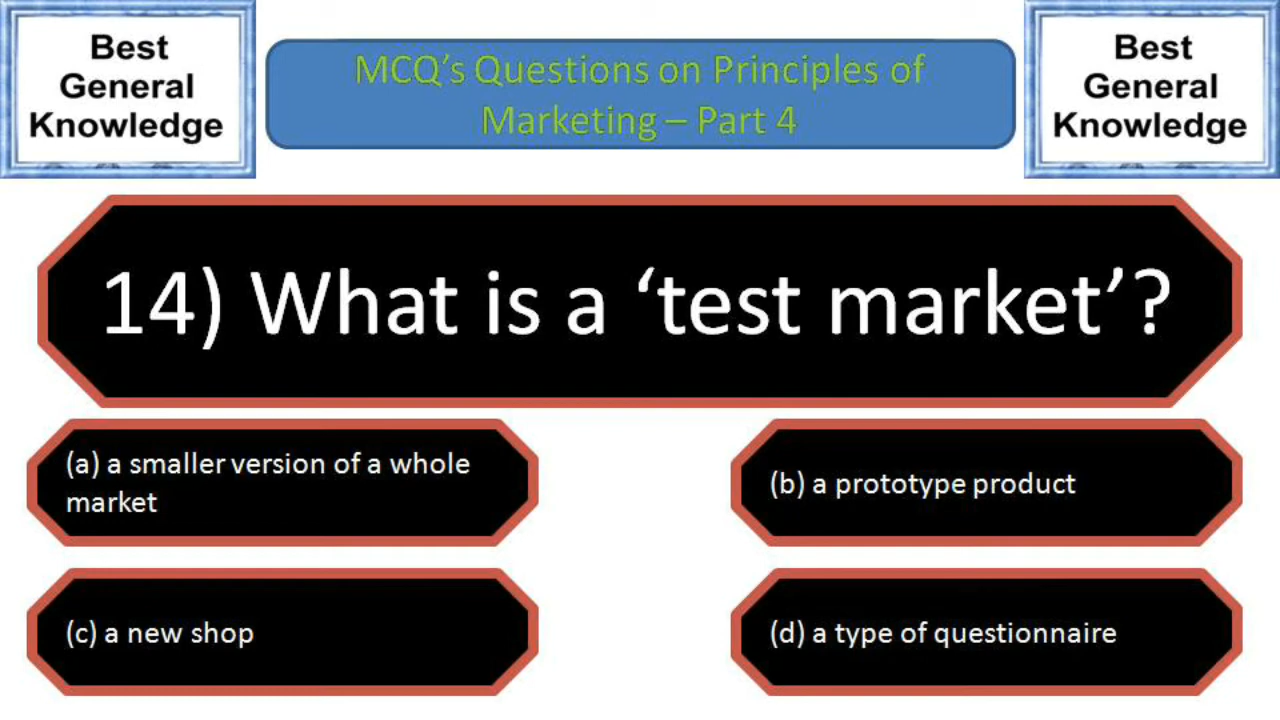 Best
General
Knowledge
MCQ’s Questions on Principles of
Marketing – Part 4
Best
General
Knowledge
14) What is a ‘test market’?
(a) a smaller version of a whole
market
(b) a prototype product
(c) a new shop
(d) a type of questionnaire